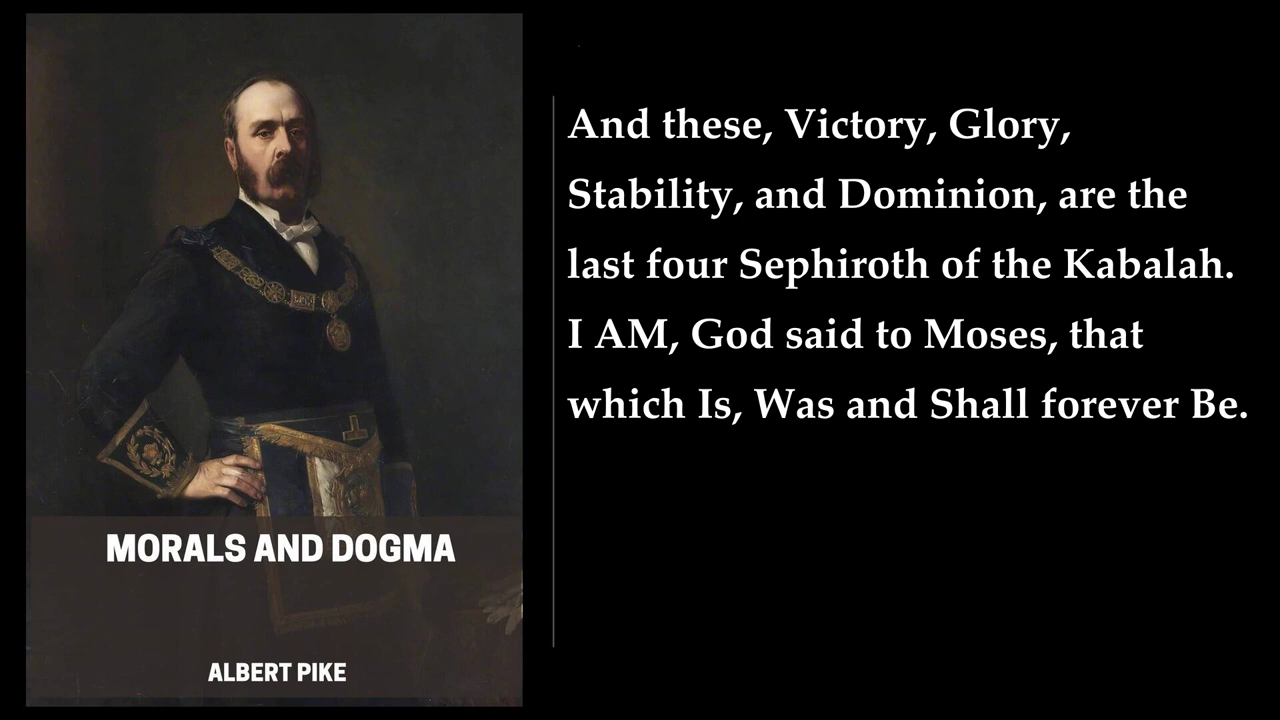 MORALS AND DOGMA
ALBERT PIKE
And these, Victory, Glory,
Stability, and Dominion, are the
last four Sephiroth of the Kabalah.
I AM, God said to Moses, that
which Is, Was and Shall forever Be.